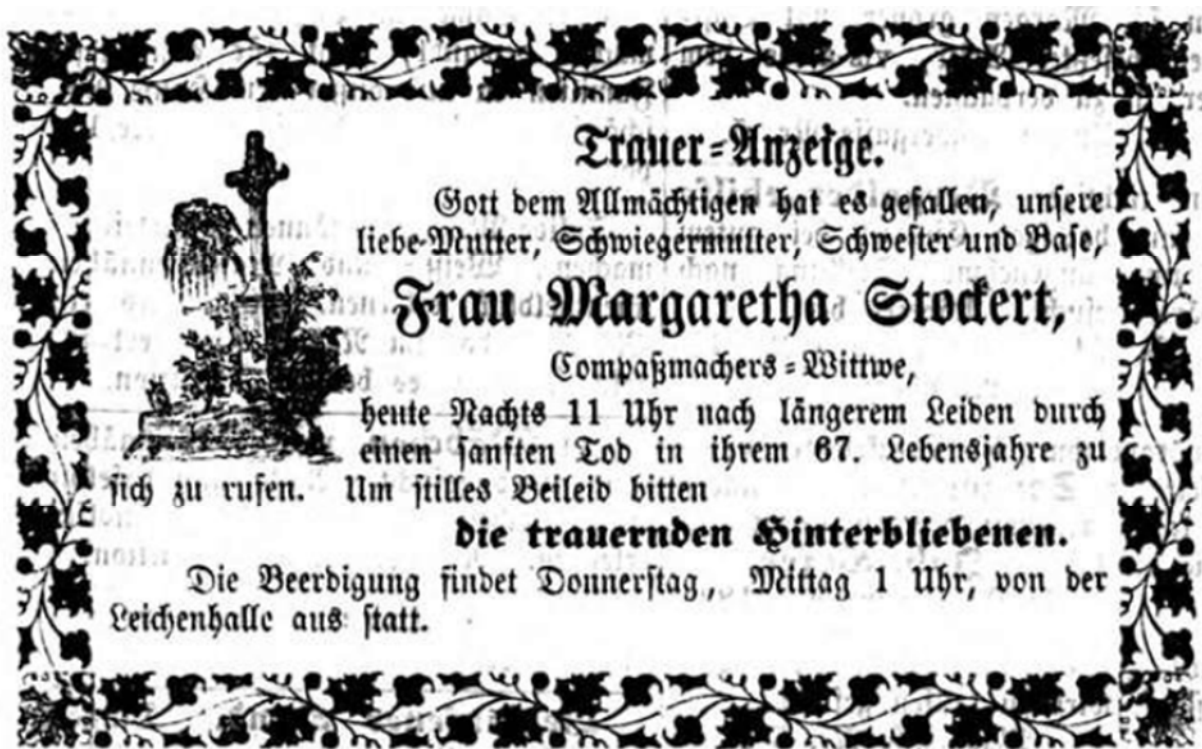 Trauer=Anzeige.
Gott dem Allmächtigen hat es gefallen, unsere
liebe Mutter, Schwiegermutter, Schwester und Base,
Frau Margaretha Stockert,
Compaßmachers=Wittwe,
heute Nachts 11 Uhr nach längerem Leiden durch
einen sanften Tod in ihrem 67. Lebensjahre zu
sich zu rufen. Um stilles Beileid bitten
die trauernden Hinterbliebenen.
Die Beerdigung findet Donnerstag, Mittag 1 Uhr, von der
Leichenhalle aus statt.